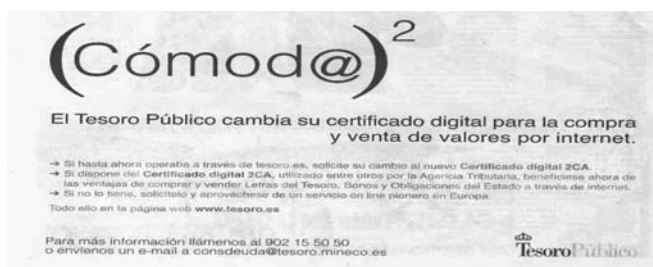 (Cómod@)²
El Tesoro Público cambia su certificado digital para la compra
y venta de valores por internet.
→ Si hasta ahora operaba a través de tesoro.es, solicite su cambio al nuevo Certificado digital 2CA.
→ Si dispone del Certificado digital 2CA, utilizado entre otros por la Agencia Tributaria, benefíciese ahora de
las ventajas de comprar y vender Letras del Tesoro, Bonos y Obligaciones del Estado a través de internet.
→ Si no lo tiene, solicítelo y aprovéchese de un servicio on line pionero en Europa.
Todo ello en la página web www.tesoro.es
Para más información llámenos al 902 15 50 50
o envíenos un e-mail a consdeuda@tesoro.mineco.es
TesoroPúblico